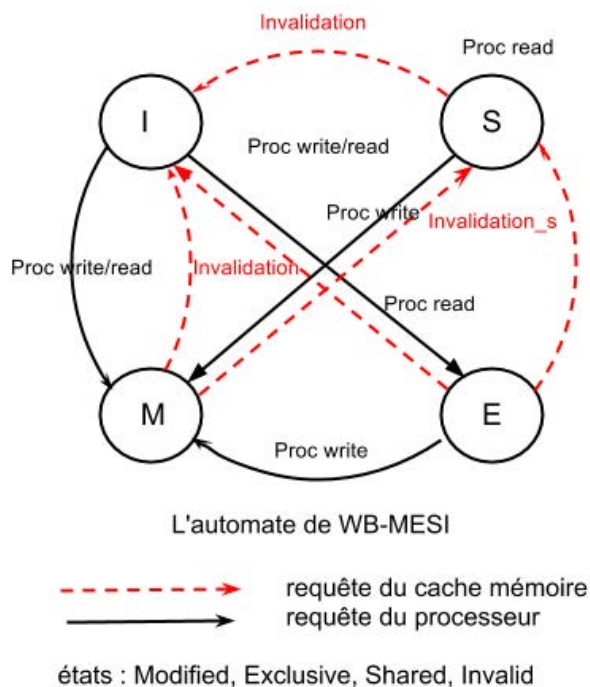 Invalidation
Proc read
I
S
Proc write/read
Proc write
Invalidation_s
Proc write/read
Invalidation
Proc read
M
E
Proc write
L'automate de WB-MESI
requête du cache mémoire
requête du processeur
états : Modified, Exclusive, Shared, Invalid